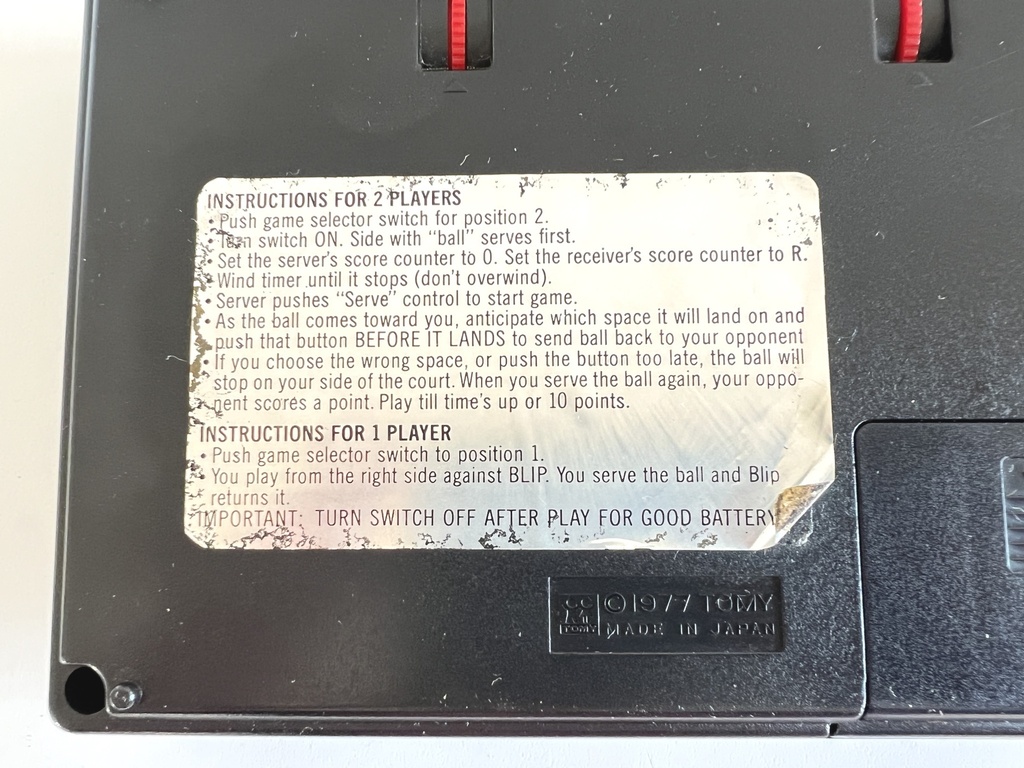 INSTRUCTIONS FOR 2 PLAYERS
• Push game selector switch for position 2.
• Turn switch ON. Side with "ball" serves first.
• Set the server's score counter to 0. Set the receiver's score counter to R.
• Wind timer until it stops (don't overwind).
• Server pushes "Serve" control to start game.
• As the ball comes toward you, anticipate which space it will land on and
push that button BEFORE IT LANDS to send ball back to your opponent
• If you choose the wrong space, or push the button too late, the ball will
stop on your side of the court. When you serve the ball again, your oppo-
nent scores a point. Play till time's up or 10 points.
INSTRUCTIONS FOR 1 PLAYER
• Push game selector switch to position 1.
• You play from the right side against BLIP. You serve the ball and Blip
returns it.
IMPORTANT: TURN SWITCH OFF AFTER PLAY FOR GOOD BATTERY
TOMY
© 1977 TOMY
MADE IN JAPAN